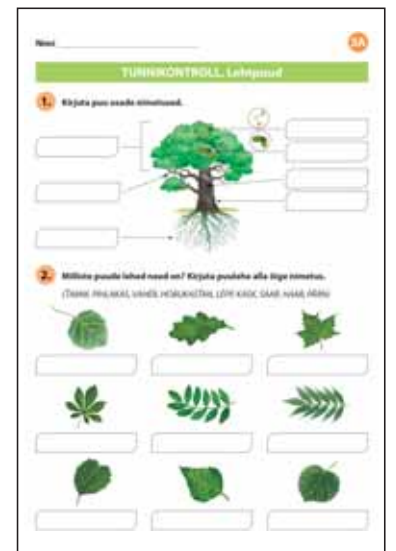 Nimi
3A
TUNNIKONTROLL. Lehtpuud
1. Kirjuta puu osade nimetused.
2. Milliste puude lehed need on? Kirjuta puulehe alla õige nimetus.
(TAMM, PIHLAKAS, VAHER, HOBUKASTAN, LEPP, KASK, SAAR, HAAB, PÄRN)